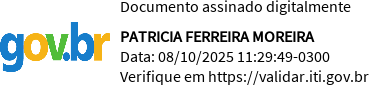 Documento assinado digitalmente
gov.br
PATRICIA FERREIRA MOREIRA
Data: 08/10/2025 11:29:49-0300
Verifique em https://validar.iti.gov.br